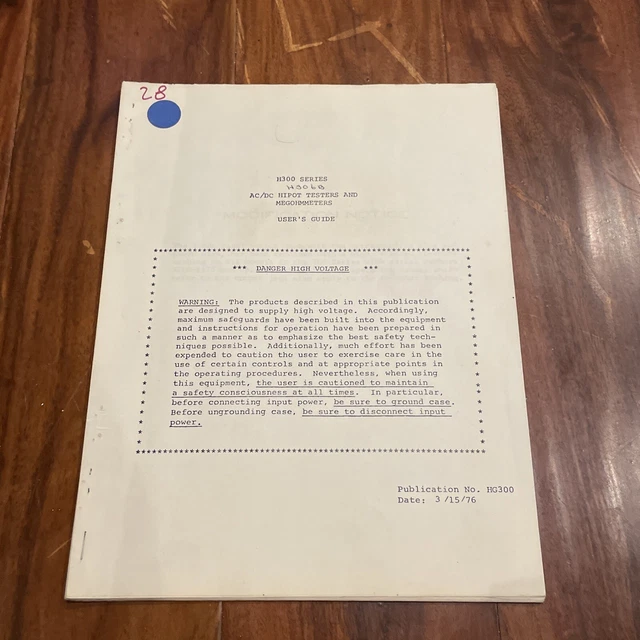 28
H300 SERIES
H306B
AC/DC HIPOT TESTERS AND
MEGOHMMETERS
USER'S GUIDE
*** DANGER HIGH VOLTAGE ***
WARNING: The products described in this publication
are designed to supply high voltage. Accordingly,
maximum safeguards have been built into the equipment
and instructions for operation have been prepared in
such a manner as to emphasize the best safety tech-
niques possible. Additionally, much effort has been
expended to caution the user to exercise care in the
use of certain controls and at appropriate points in
the operating procedures. Nevertheless, when using
this equipment, the user is cautioned to maintain
a safety consciousness at all times. In particular,
before connecting input power, be sure to ground case.
Before ungrounding case, be sure to disconnect input
power.
Publication No. HG300
Date: 3/15/76